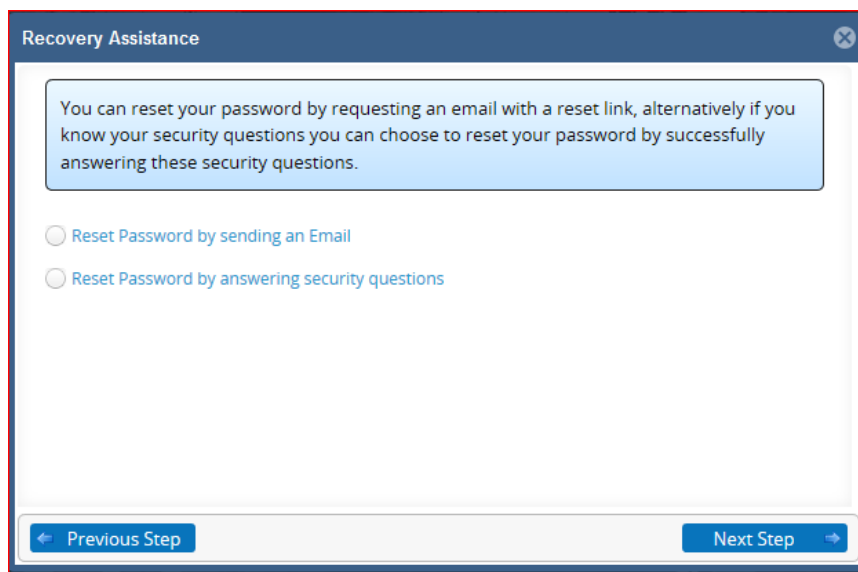 Recovery Assistance
You can reset your password by requesting an email with a reset link, alternatively if you
know your security questions you can choose to reset your password by successfully
answering these security questions.
Reset Password by sending an Email
Reset Password by answering security questions
Previous Step
Next Step